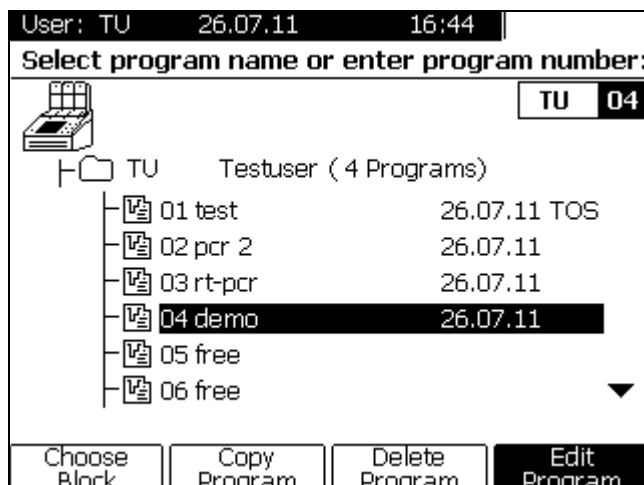 User: TU 26.07.11 16:44
Select program name or enter program number:
TU 04
TU Testuser ( 4 Programs)
01 test 26.07.11 TOS
02 pcr 2 26.07.11
03 rt-pcr 26.07.11
04 demo 26.07.11
05 free
06 free
Choose Block
Copy Program
Delete Program
Edit Program